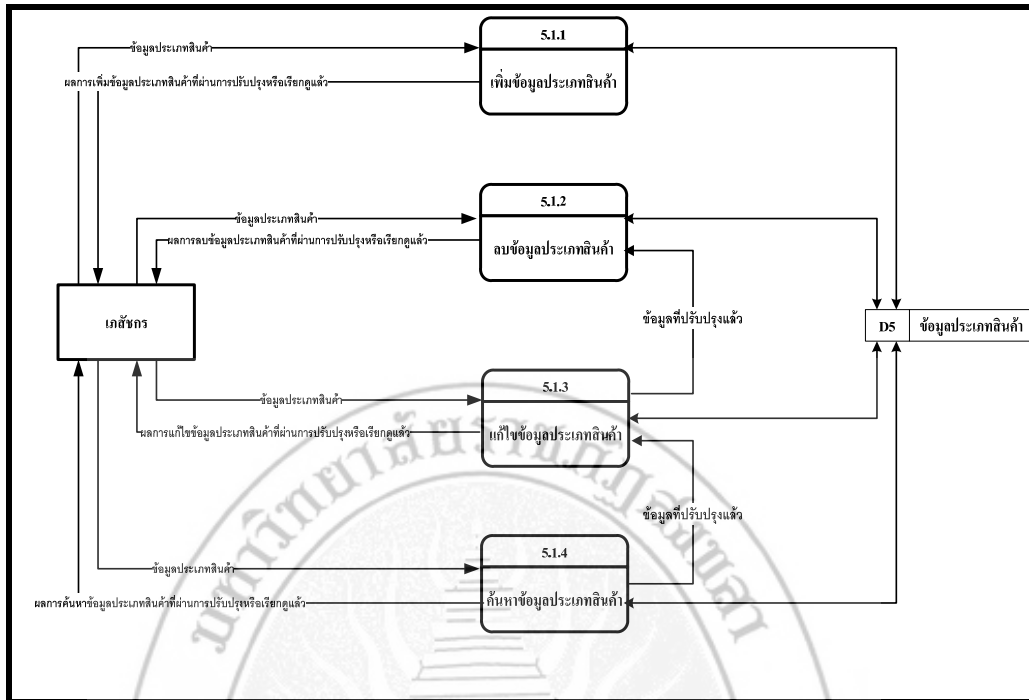 5.1.1
ข้อมูลประเภทสินค้า
ผลการเพิ่มข้อมูลประเภทสินค้าที่ผ่านการปรับปรุงหรือเรียกดูแล้ว
เพิ่มข้อมูลประเภทสินค้า
5.1.2
ข้อมูลประเภทสินค้า
ผลการลบข้อมูลประเภทสินค้าที่ผ่านการปรับปรุงหรือเรียกดูแล้ว
ลบข้อมูลประเภทสินค้า
เภสัชกร
ข้อมูลที่ปรับปรุงแล้ว
D5 ข้อมูลประเภทสินค้า
5.1.3
ข้อมูลประเภทสินค้า
ผลการแก้ไขข้อมูลประเภทสินค้าที่ผ่านการปรับปรุงหรือเรียกดูแล้ว
แก้ไขข้อมูลประเภทสินค้า
ข้อมูลที่ปรับปรุงแล้ว
5.1.4
ข้อมูลประเภทสินค้า
ผลการค้นหาข้อมูลประเภทสินค้าที่ผ่านการปรับปรุงหรือเรียกดูแล้ว
ค้นหาข้อมูลประเภทสินค้า
มหาวิทยาลัยราชภัฏสงขลา